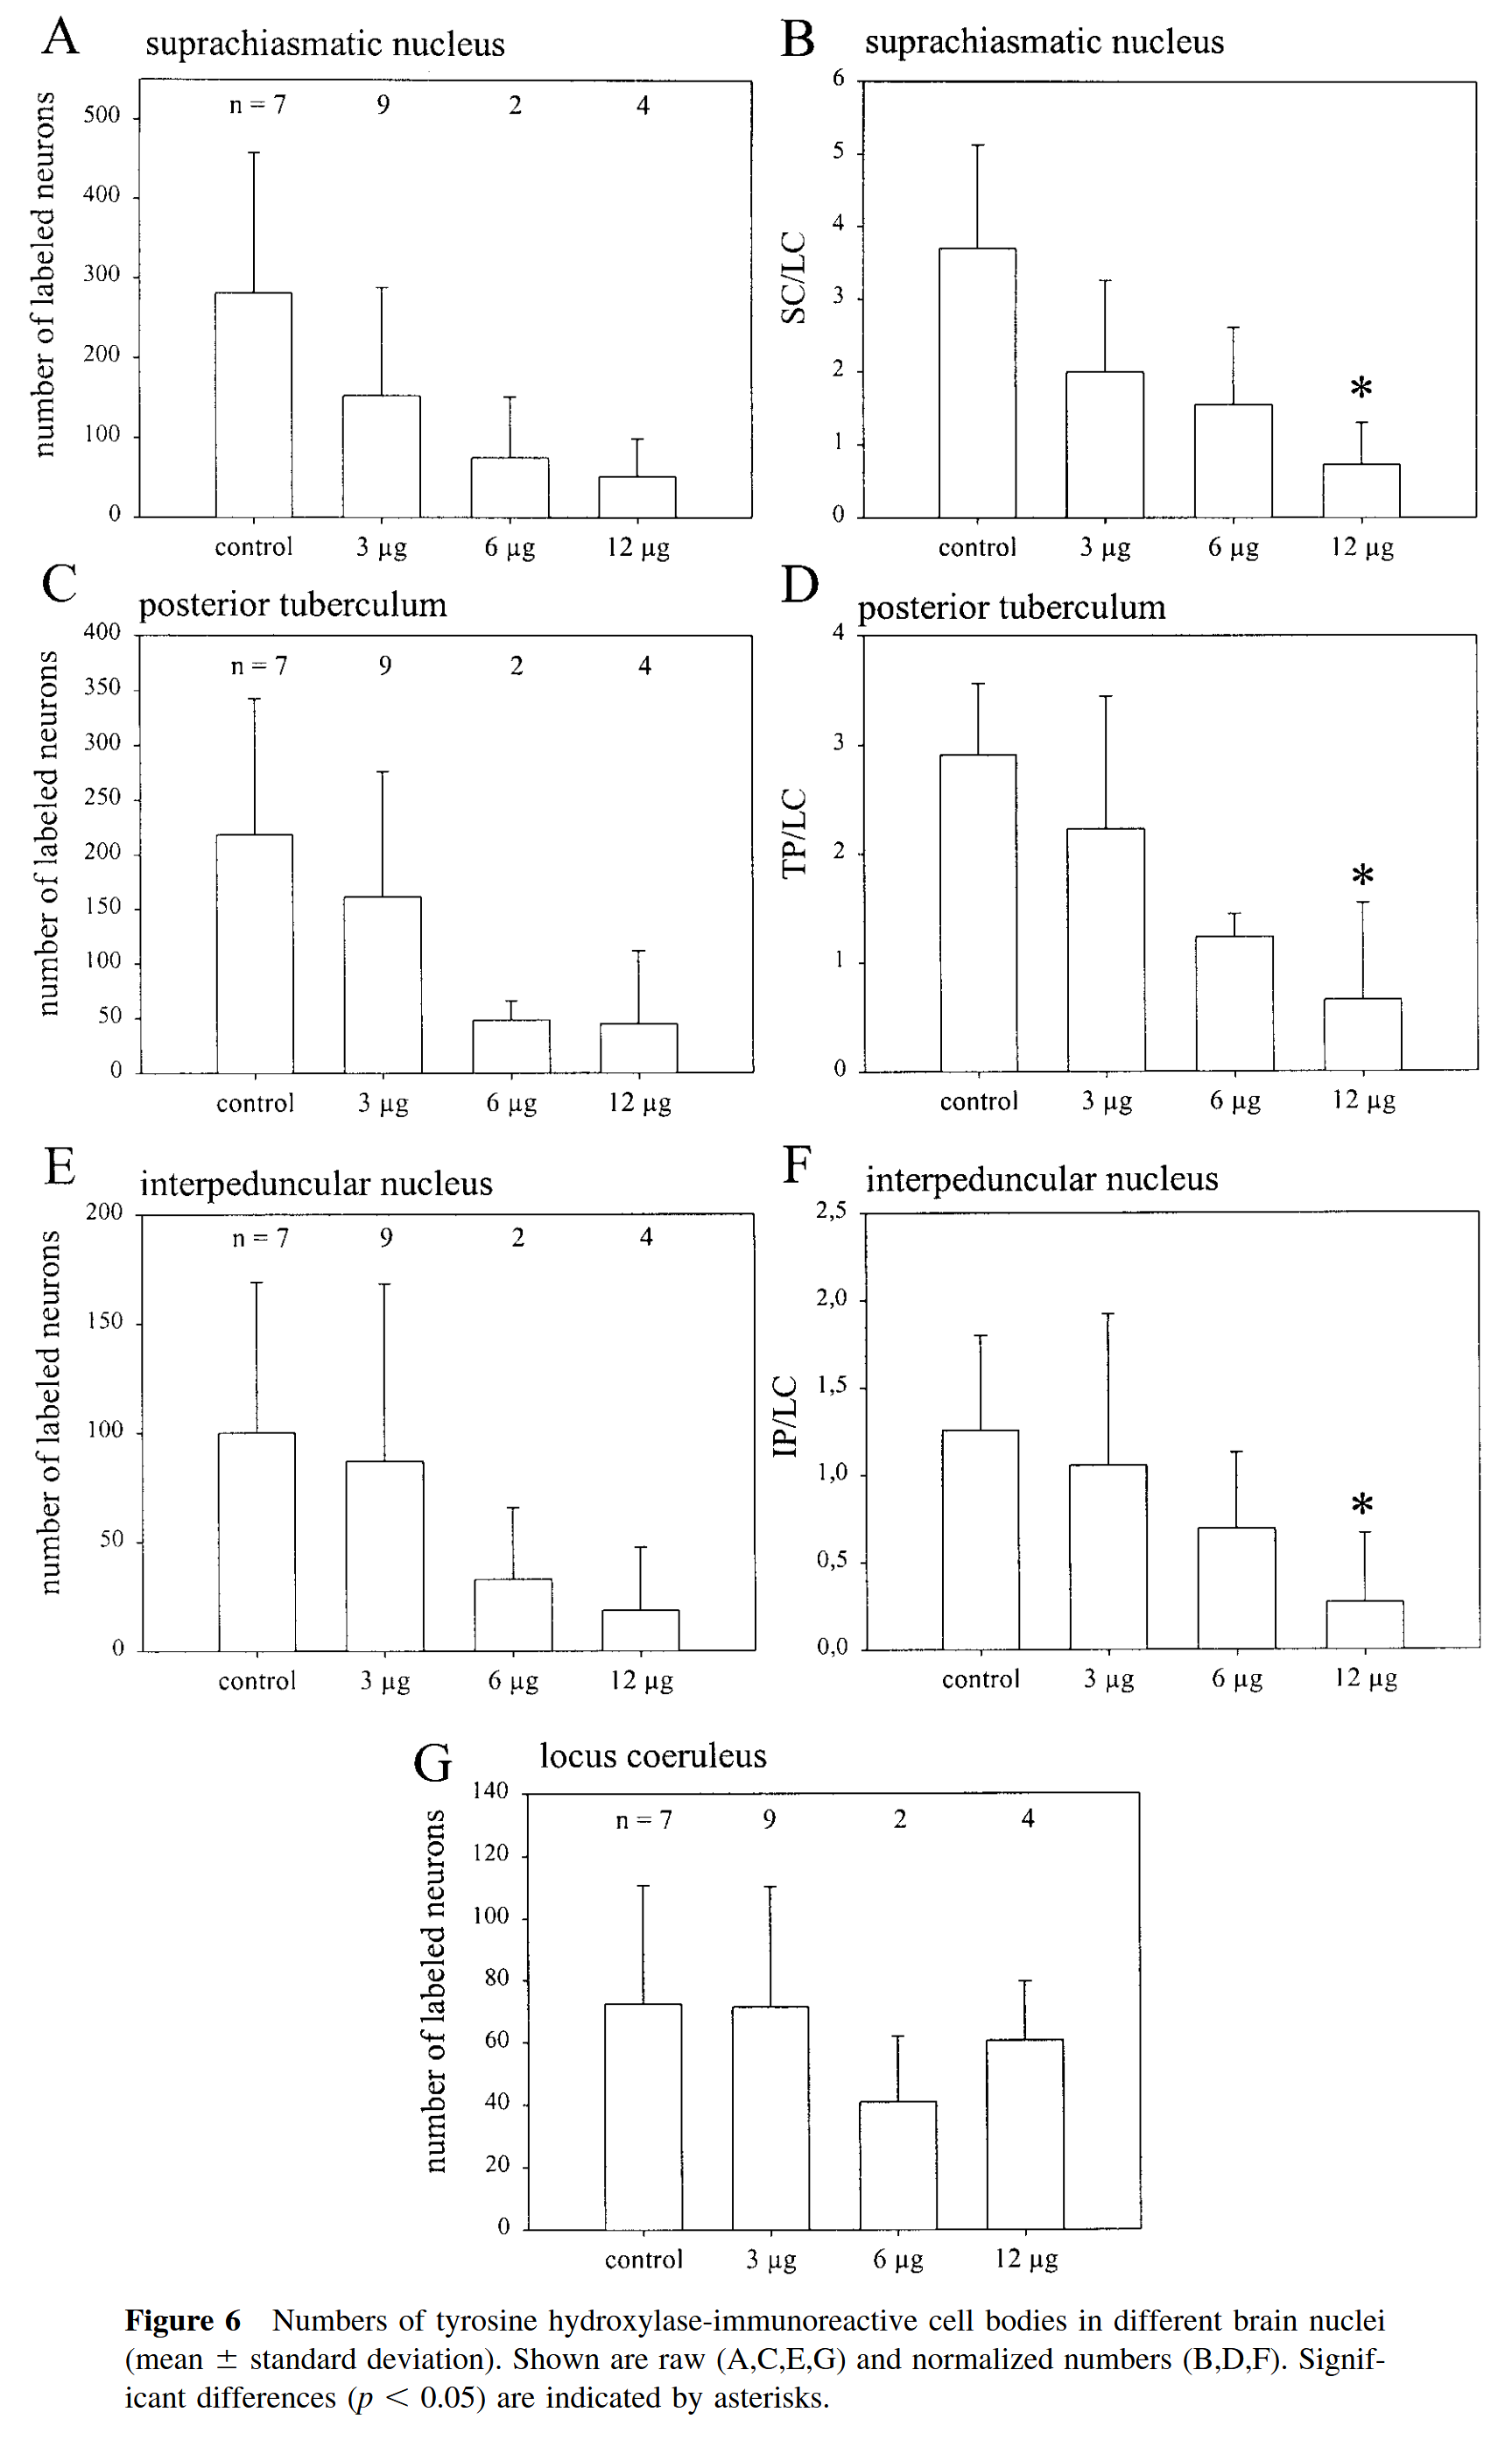 A suprachiasmatic nucleus
number of labeled neurons
500
400
300
200
100
0
n = 7 9 2 4
control 3 µg 6 µg 12 µg
B suprachiasmatic nucleus
SC/LC
6
5
4
3
2
1
0
*
control 3 µg 6 µg 12 µg
C posterior tuberculum
number of labeled neurons
400
350
300
250
200
150
100
50
0
n = 7 9 2 4
control 3 µg 6 µg 12 µg
D posterior tuberculum
TP/LC
4
3
2
1
0
*
control 3 µg 6 µg 12 µg
E interpeduncular nucleus
number of labeled neurons
200
150
100
50
0
n = 7 9 2 4
control 3 µg 6 µg 12 µg
F interpeduncular nucleus
IP/LC
2,5
2,0
1,5
1,0
0,5
0,0
*
control 3 µg 6 µg 12 µg
G locus coeruleus
number of labeled neurons
140
120
100
80
60
40
20
0
n = 7 9 2 4
control 3 µg 6 µg 12 µg
Figure 6 Numbers of tyrosine hydroxylase-immunoreactive cell bodies in different brain nuclei
(mean ± standard deviation). Shown are raw (A,C,E,G) and normalized numbers (B,D,F). Signif-
icant differences (p < 0.05) are indicated by asterisks.